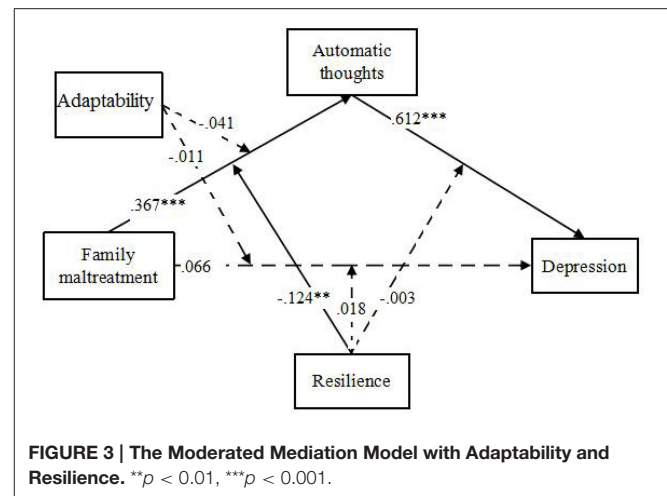 Automatic
thoughts
Adaptability
-.041
.612***
-.011
.367***
Family
maltreatment
.066
Depression
-.124**
.018
-.003
Resilience
FIGURE 3 | The Moderated Mediation Model with Adaptability and
Resilience. **p < 0.01, ***p < 0.001.